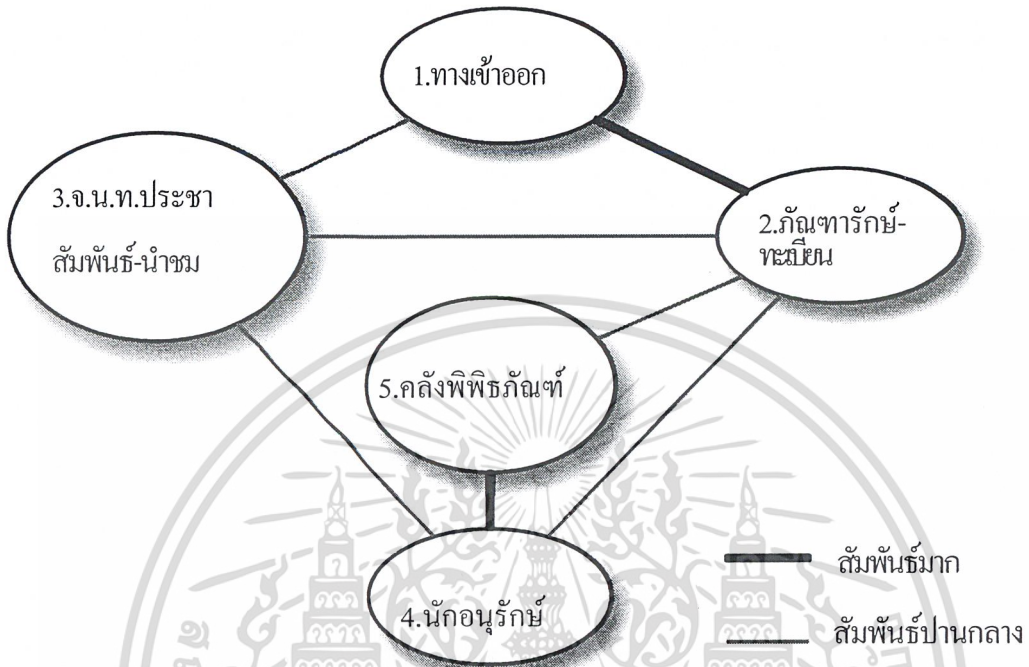 1.ทางเข้าออก
3.จ.น.ท.ประชา
สัมพันธ์-นำชม
2.ภัณฑารักษ์-
ทะเบียน
5.คลังพิพิธภัณฑ์
4.นักอนุรักษ์
สัมพันธ์มาก
สัมพันธ์ปานกลาง